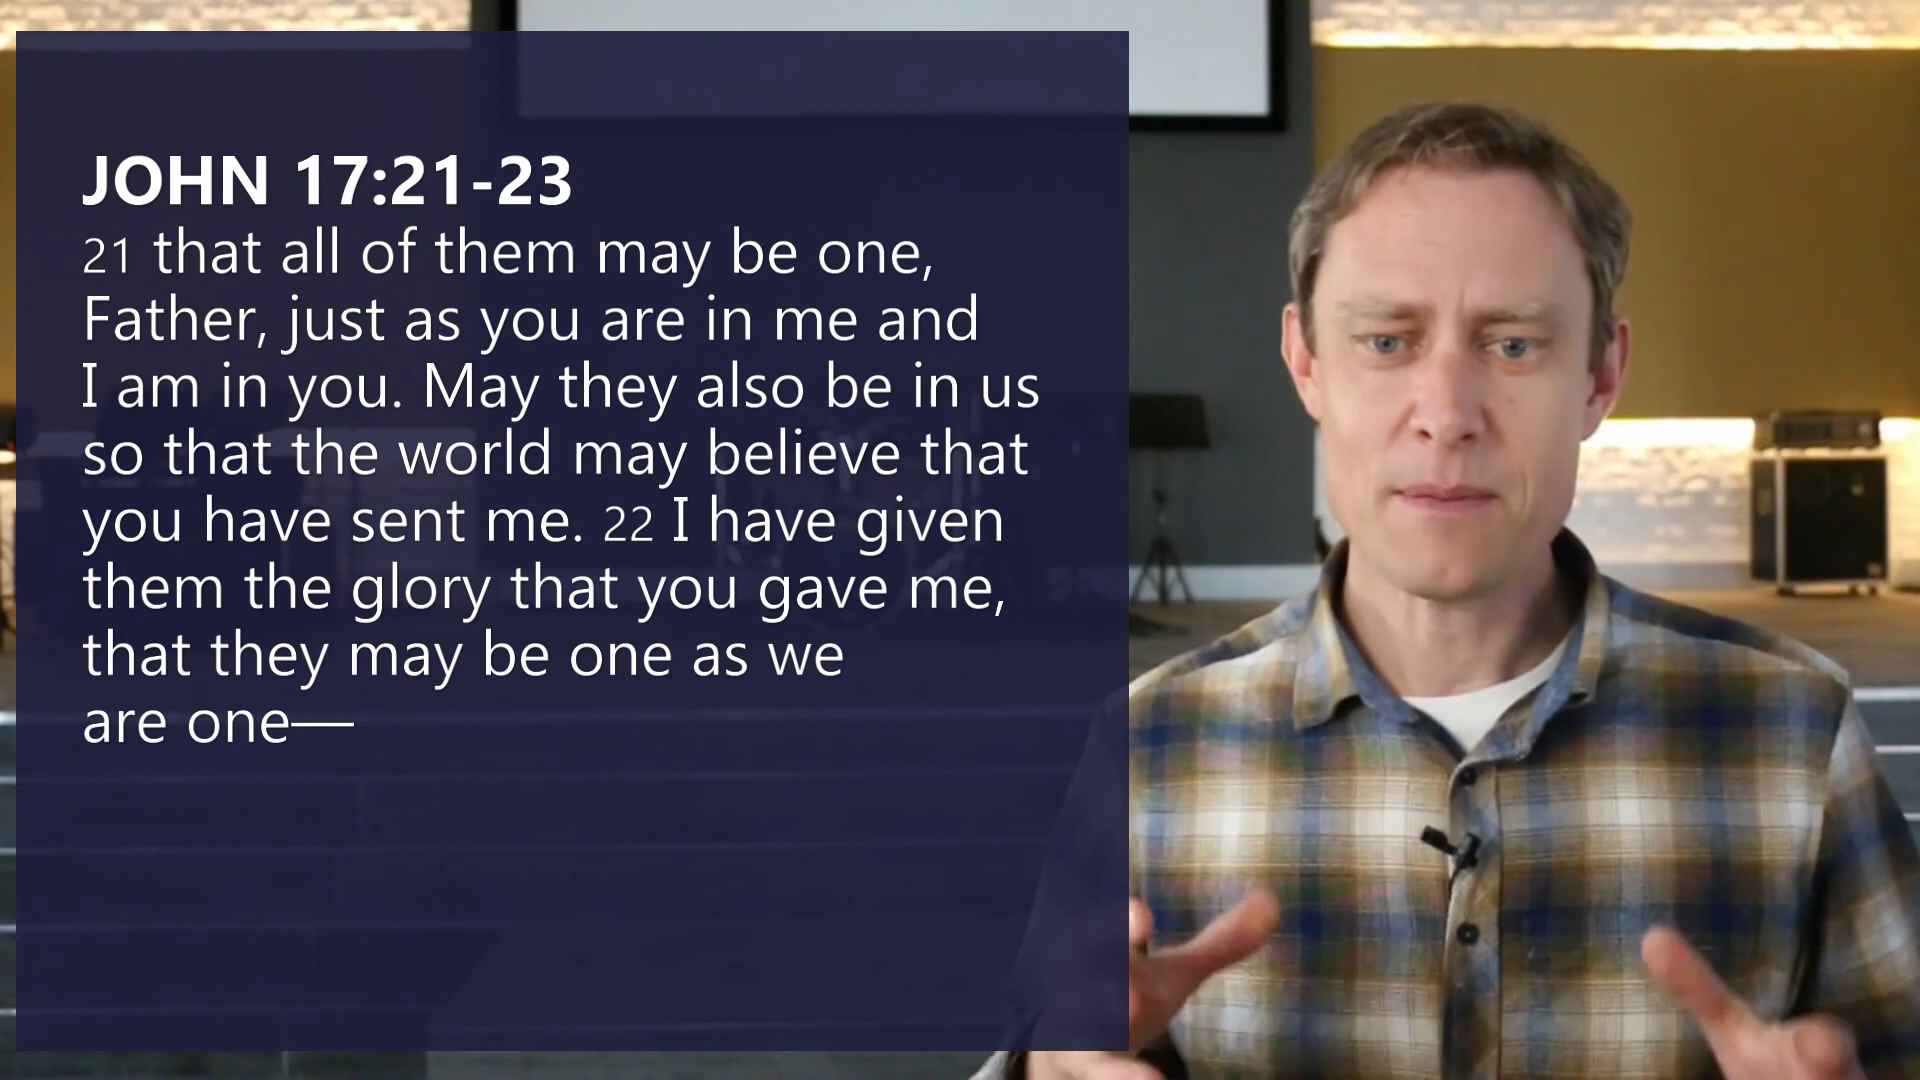 JOHN 17:21-23
21 that all of them may be one,
Father, just as you are in me and
I am in you. May they also be in us
so that the world may believe that
you have sent me. 22 I have given
them the glory that you gave me,
that they may be one as we
are one—